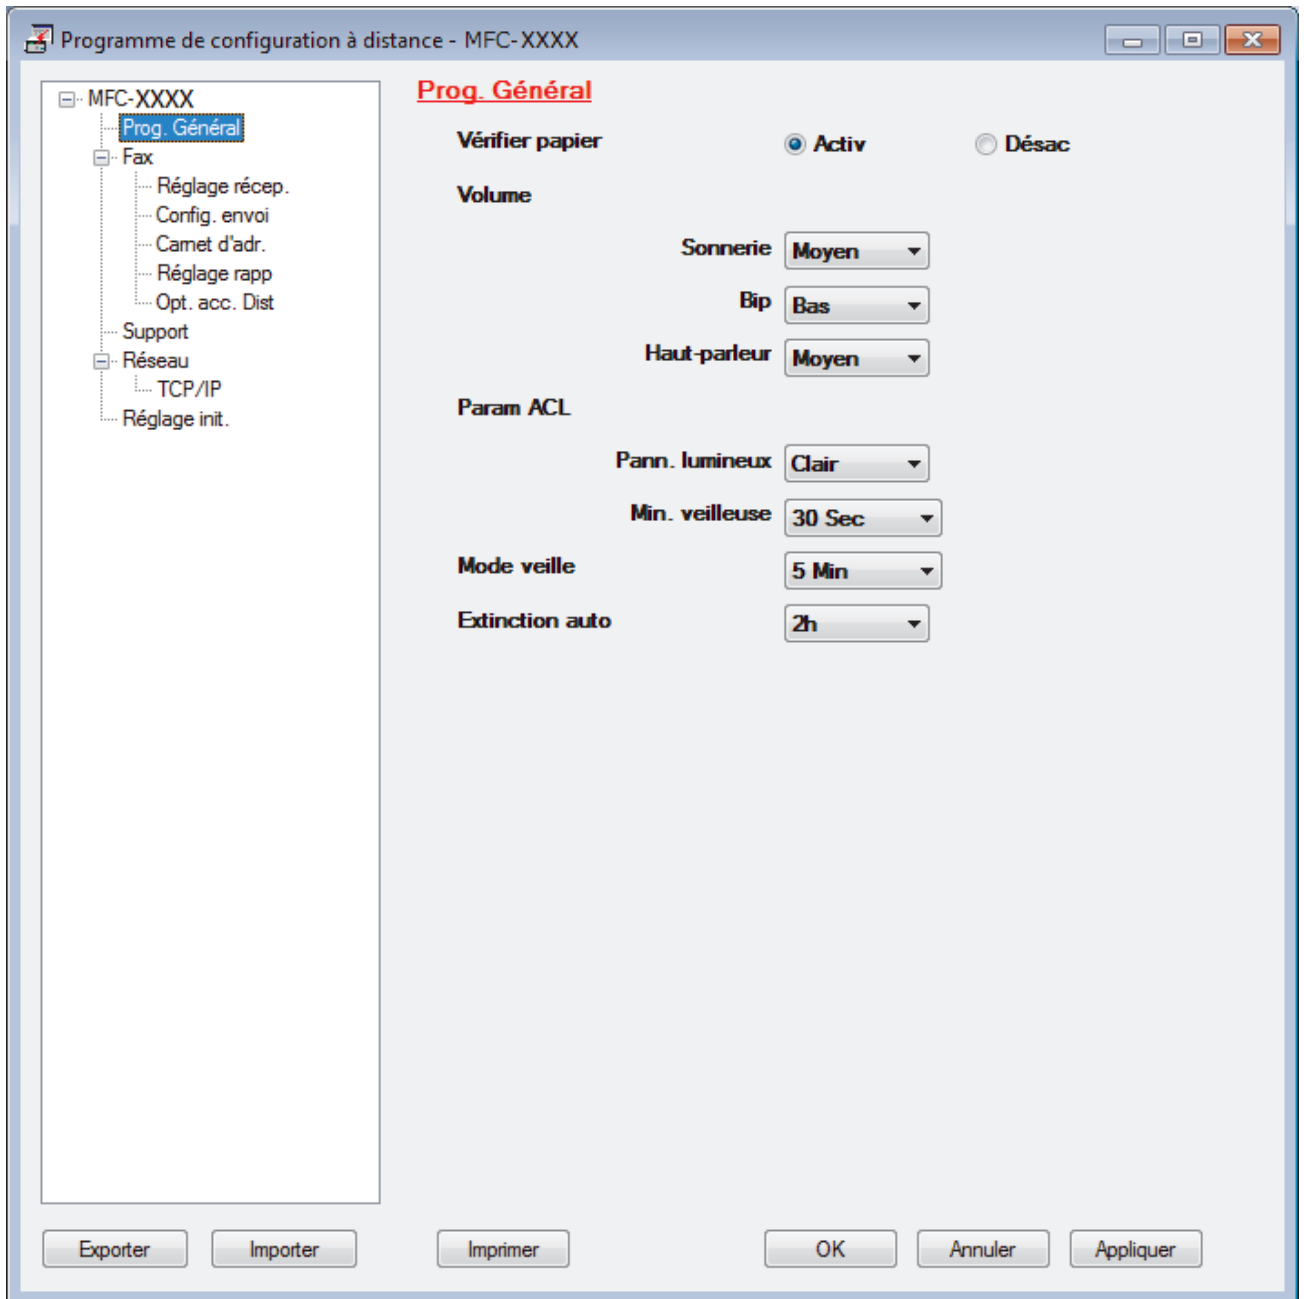 Programme de configuration à distance - MFC-XXXX
MFC-XXXX
Prog. Général
Fax
Réglage récep.
Config. envoi
Carnet d'adr.
Réglage rapp
Opt. acc. Dist
Support
Réseau
TCP/IP
Réglage init.
Prog. Général
Vérifier papier Activ Désac
Volume
Sonnerie Moyen
Bip Bas
Haut-parleur Moyen
Param ACL
Pann. lumineux Clair
Min. veilleuse 30 Sec
Mode veille 5 Min
Extinction auto 2h
Exporter Importer Imprimer OK Annuler Appliquer